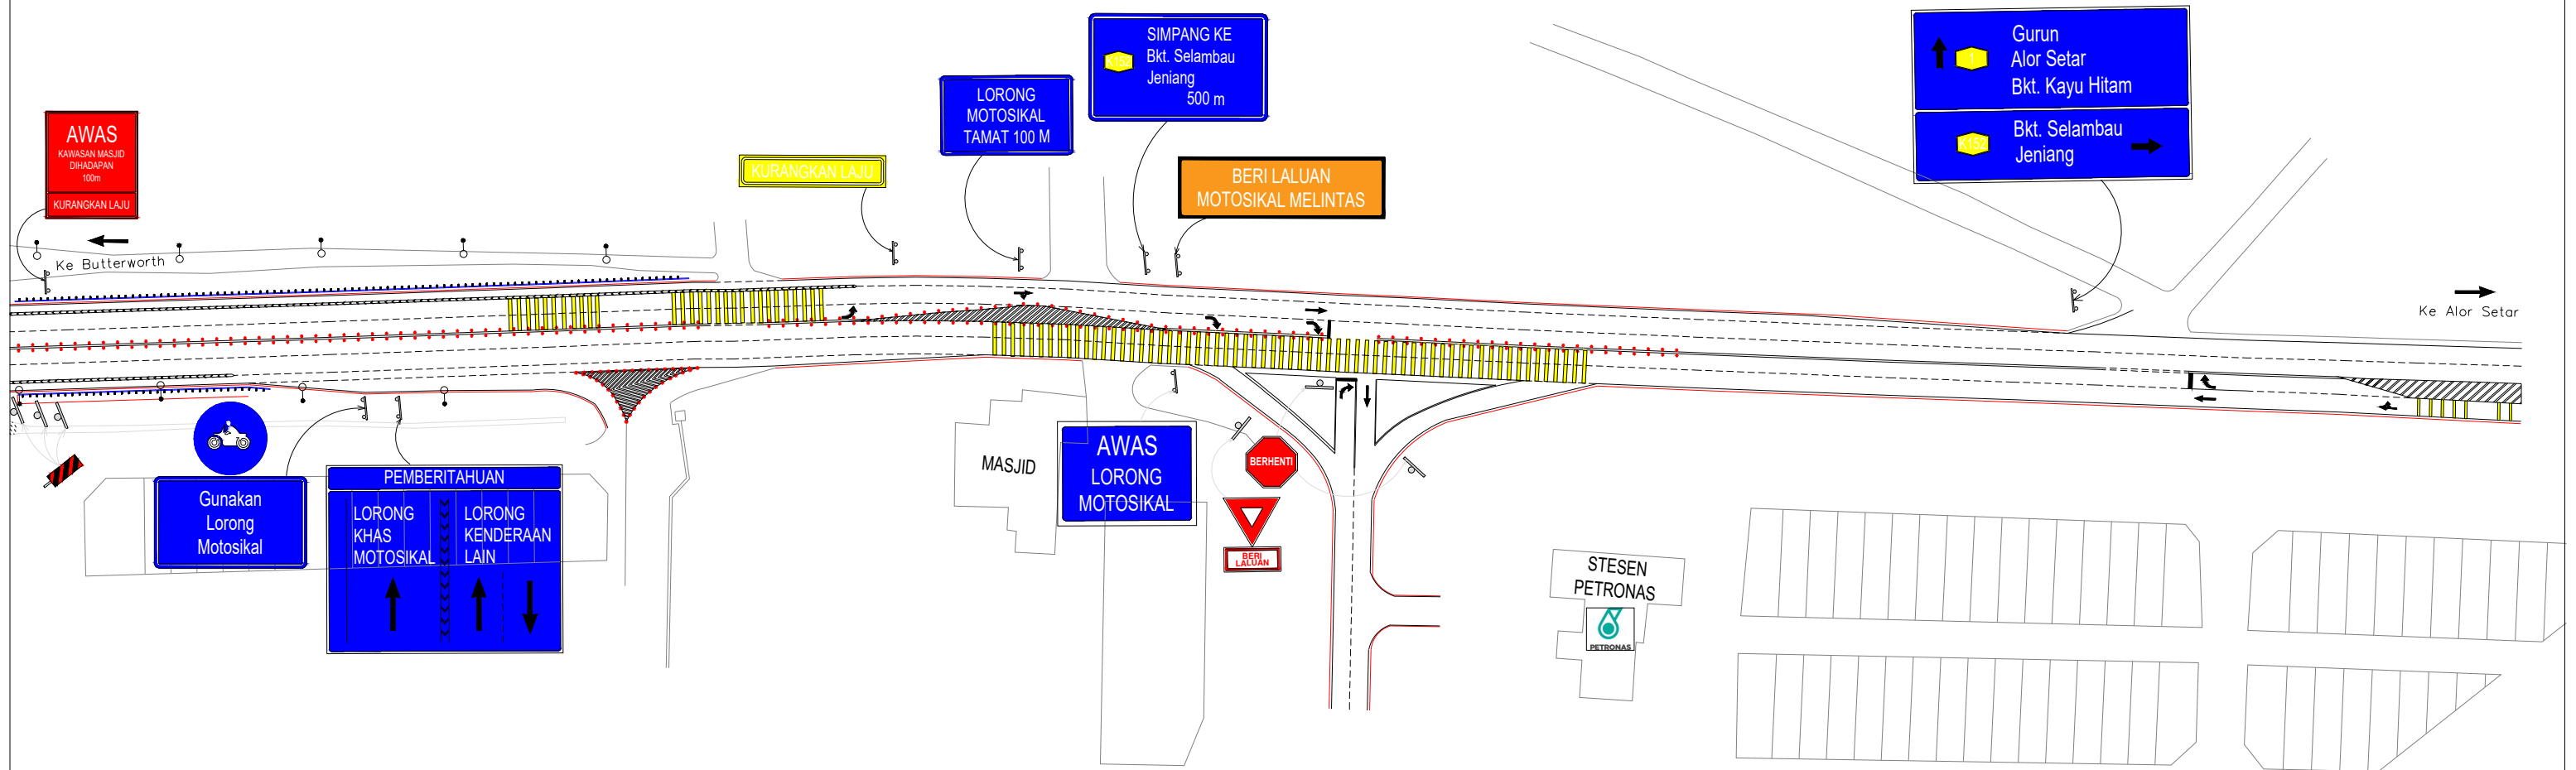 AWAS
KAWASAN MASJID
DIHADAPAN
100m
KURANGKAN LAJU
Ke Butterworth
KURANGKAN LAJU
LORONG
MOTOSIKAL
TAMAT 100 M
SIMPANG KE
K152
Bkt. Selambau
Jeniang
500 m
BERI LALUAN
MOTOSIKAL MELINTAS
1
Gurun
Alor Setar
Bkt. Kayu Hitam
K152
Bkt. Selambau
Jeniang
Ke Alor Setar
Gunakan
Lorong
Motosikal
PEMBERITAHUAN
LORONG
KHAS
MOTOSIKAL
LORONG
KENDERAAN
LAIN
MASJID
AWAS
LORONG
MOTOSIKAL
BERHENTI
BERI
LALUAN
STESEN
PETRONAS
PETRONAS